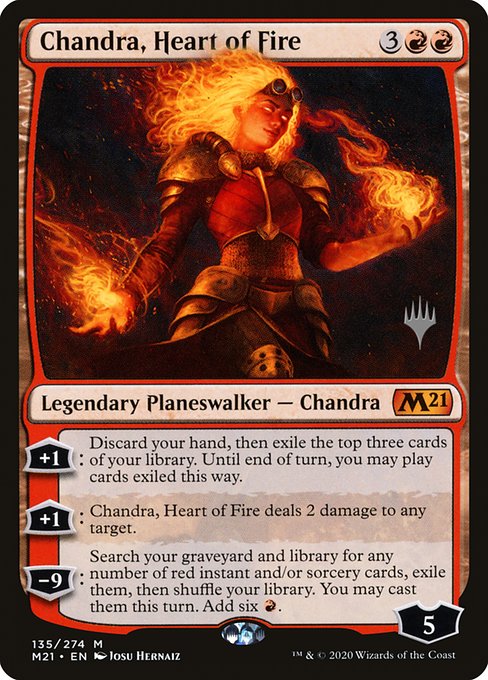 Chandra, Heart of Fire 3
Legendary Planeswalker — Chandra M21
+1 : Discard your hand, then exile the top three cards
of your library. Until end of turn, you may play
cards exiled this way.
+1 : Chandra, Heart of Fire deals 2 damage to any
target.
Search your graveyard and library for any
−9 : number of red instant and/or sorcery cards, exile
them, then shuffle your library. You may cast
them this turn. Add six .
5
135/274 M
M21 • EN Josu Hernaiz ™ & © 2020 Wizards of the Coast